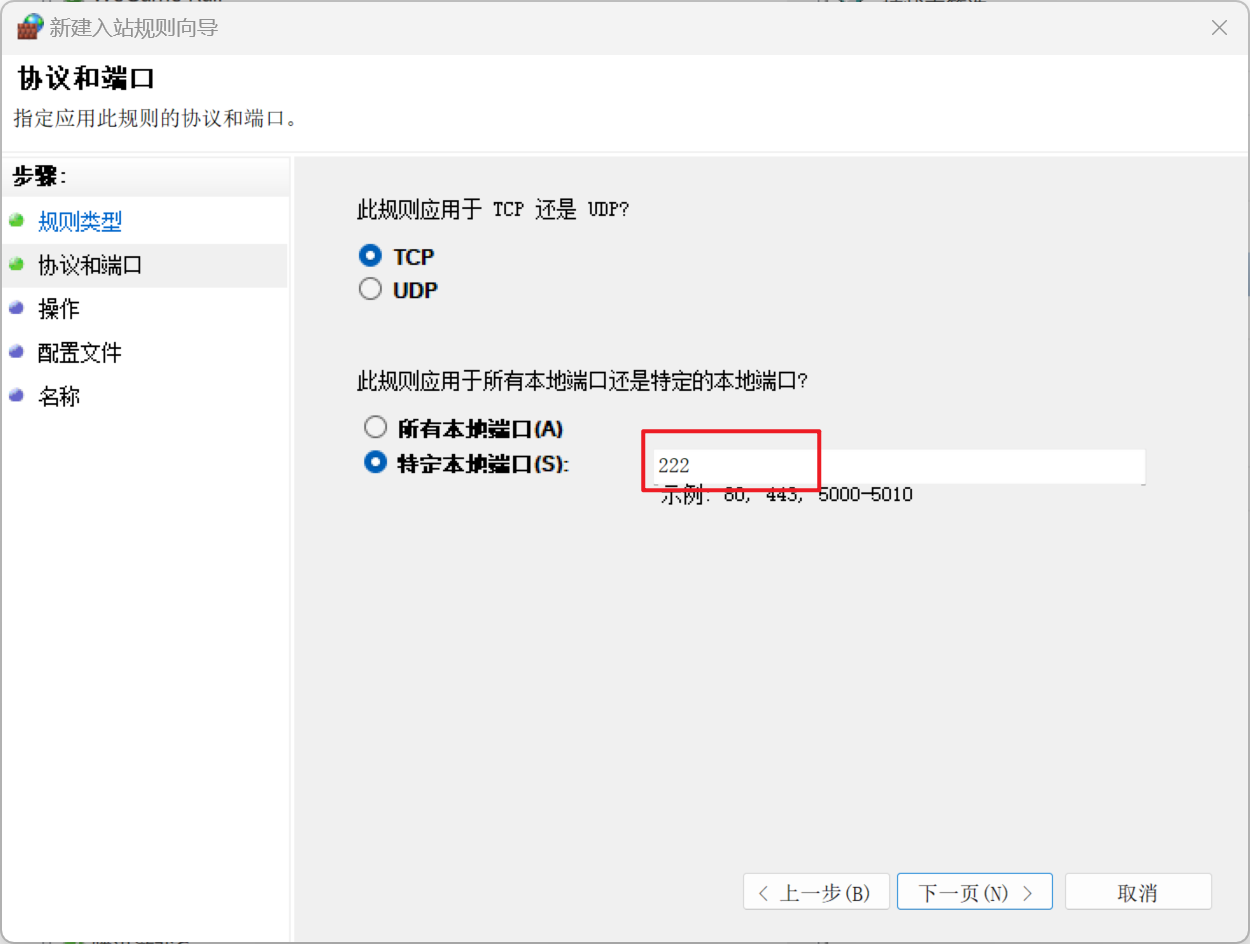 新建入站规则向导
协议和端口
指定应用此规则的协议和端口。
步骤:
规则类型
协议和端口
操作
配置文件
名称
此规则应用于 TCP 还是 UDP?
TCP
UDP
此规则应用于所有本地端口还是特定的本地端口?
所有本地端口(A)
特定本地端口(S):
222
示例: 80, 443, 5000-5010
< 上一步(B)
下一页(N) >
取消